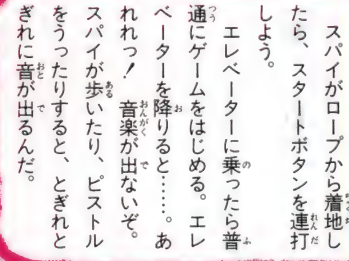 スパイがロープから着地し
たら、スタートボタンを連打
しよう。
エレベーターに乗ったら普
通にゲームをはじめる。エレ
ベーターを降りると……。あ
れれっ！　音楽が出ないぞ。
スパイが歩いたり、ピストル
をうったりすると、とぎれと
ぎれに音が出るんだ。